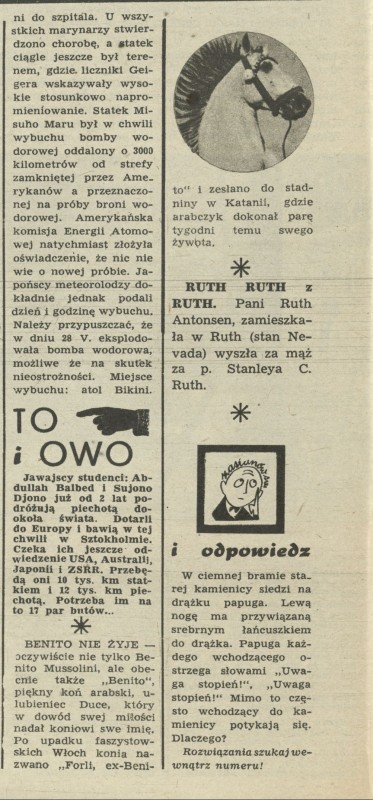 ni do szpitala. U wszy-
stkich marynarzy stwier-
dzono chorobę, a statek
ciągle jeszcze był tere-
nem, gdzie liczniki Gei-
gera wskazywały wyso-
kie stosunkowo napro-
mieniowanie. Statek Mi-
suho Maru był w chwili
wybuchu bomby wo-
dorowej oddalony o 3000
kilometrów od strefy
zamkniętej przez Ame-
rykanów a przeznaczo-
nej na próby broni wo-
dorowej. Amerykańska
komisja Energii Atomo-
wej natychmiast złożyła
oświadczenie, że nic nie
wie o nowej próbie. Ja-
pońscy meteorolodzy do-
kładnie jednak podali
dzień i godzinę wybuchu.
Należy przypuszczać, że
w dniu 28 V. eksplodo-
wała bomba wodorowa,
możliwe że na skutek
nieostrożności. Miejsce
wybuchu: atol Bikini.
TO
i OWO
Jawajscy studenci: Ab-
dullah Balbed i Sujono
Djono już od 2 lat po-
dróżują piechotą do-
okoła świata. Dotarli
do Europy i bawią w tej
chwili w Sztokholmie.
Czeka ich jeszcze od-
wiedzenie USA, Australii,
Japonii i ZSRR. Przebę-
dą oni 10 tys. km stat-
kiem i 12 tys. km pie-
chotą. Potrzeba im na
to 17 par butów...
BENITO NIE ŻYJE —
oczywiście nie tylko Be-
nito Mussolini, ale obe-
cnie także „Benito",
piękny koń arabski, u-
lubieniec Duce, który
w dowód swej miłości
nadał koniowi swe imię.
Po upadku faszystow-
skich Włoch konia na-
zwano „Forli, ex-Beni-
to" i zesłano do stad-
niny w Katanii, gdzie
arabczyk dokonał parę
tygodni temu swego
żywota.
RUTH RUTH z
RUTH. Pani Ruth
Antonsen, zamieszka-
ła w Ruth (stan Ne-
vada) wyszła za mąż
za p. Stanleya C.
Ruth.
zastanów się
i odpowiedz
W ciemnej bramie sta-
rej kamienicy siedzi na
drążku papuga. Lewą
nogę ma przywiązaną
srebrnym łańcuszkiem
do drążka. Papuga każ-
dego wchodzącego o-
strzega słowami „Uwa-
ga stopień!", „Uwaga
stopień!" Mimo to czę-
sto wchodzący do ka-
mienicy potykają się.
Dlaczego?
Rozwiązania szukaj we-
wnątrz numeru!